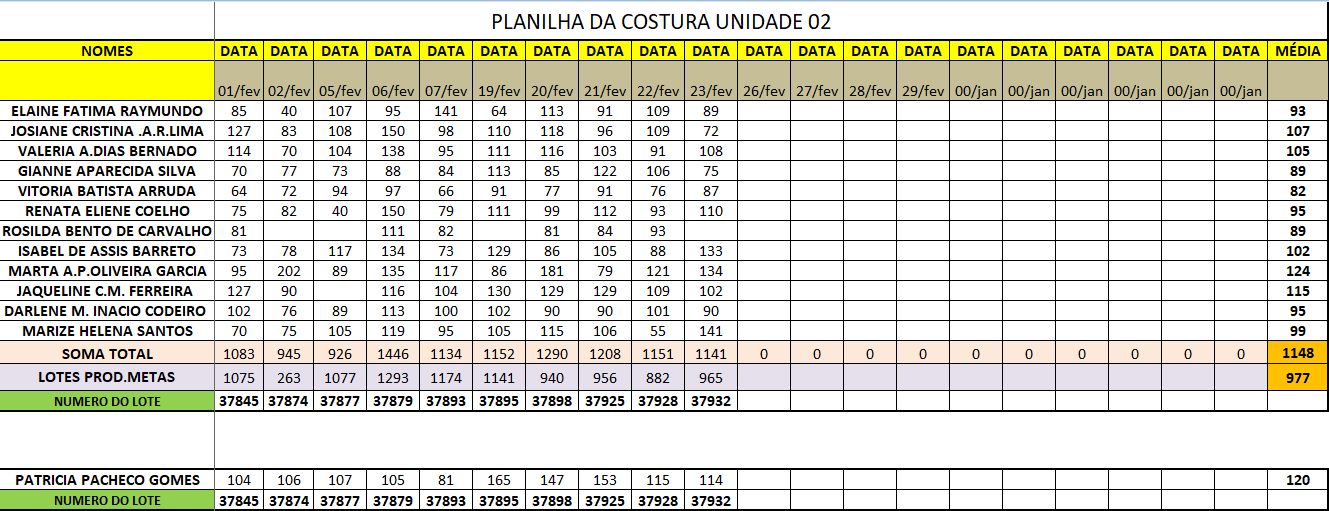 PLANILHA DA COSTURA UNIDADE 02
NOMES DATA DATA DATA DATA DATA DATA DATA DATA DATA DATA DATA DATA DATA DATA DATA DATA DATA DATA DATA DATA MÉDIA
01/fev 02/fev 05/fev 06/fev 07/fev 19/fev 20/fev 21/fev 22/fev 23/fev 26/fev 27/fev 28/fev 29/fev 00/jan 00/jan 00/jan 00/jan 00/jan 00/jan
ELAINE FATIMA RAYMUNDO 85 40 107 95 141 64 113 91 109 89 93
JOSIANE CRISTINA .A.R.LIMA 127 83 108 150 98 110 118 96 109 72 107
VALERIA A.DIAS BERNADO 114 70 104 138 95 111 116 103 91 108 105
GIANNE APARECIDA SILVA 70 77 73 88 84 113 85 122 106 75 89
VITORIA BATISTA ARRUDA 64 72 94 97 66 91 77 91 76 87 82
RENATA ELIENE COELHO 75 82 40 150 79 111 99 112 93 110 95
ROSILDA BENTO DE CARVALHO 81 111 82 81 84 93 89
ISABEL DE ASSIS BARRETO 73 78 117 134 73 129 86 105 88 133 102
MARTA A.P.OLIVEIRA GARCIA 95 202 89 135 117 86 181 79 121 134 124
JAQUELINE C.M. FERREIRA 127 90 116 104 130 129 129 109 102 115
DARLENE M. INACIO CODEIRO 102 76 89 113 100 102 90 90 101 90 95
MARIZE HELENA SANTOS 70 75 105 119 95 105 115 106 55 141 99
SOMA TOTAL 1083 945 926 1446 1134 1152 1290 1208 1151 1141 0 0 0 0 0 0 0 0 0 0 1148
LOTES PROD.METAS 1075 263 1077 1293 1174 1141 940 956 882 965 977
NUMERO DO LOTE 37845 37874 37877 37879 37893 37895 37898 37925 37928 37932
PATRICIA PACHECO GOMES 104 106 107 105 81 165 147 153 115 114 120
NUMERO DO LOTE 37845 37874 37877 37879 37893 37895 37898 37925 37928 37932